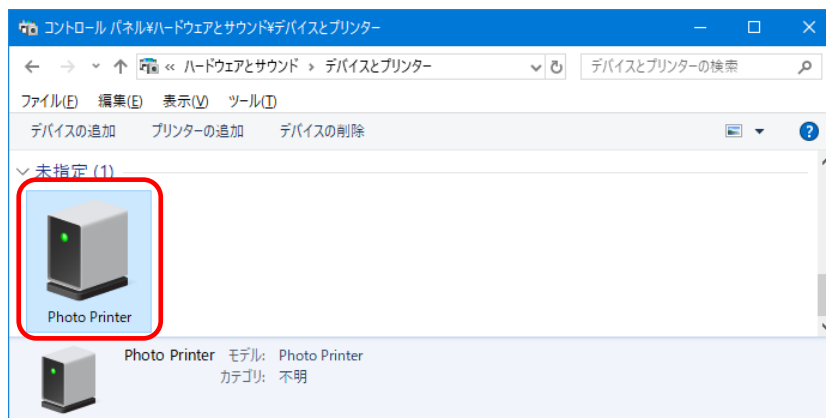 コントロール パネル¥ハードウェアとサウンド¥デバイスとプリンター
« ハードウェアとサウンド › デバイスとプリンター デバイスとプリンターの検索
ファイル(F) 編集(E) 表示(V) ツール(T)
デバイスの追加 プリンターの追加 デバイスの削除
未指定 (1)
Photo Printer
Photo Printer モデル: Photo Printer
カテゴリ: 不明